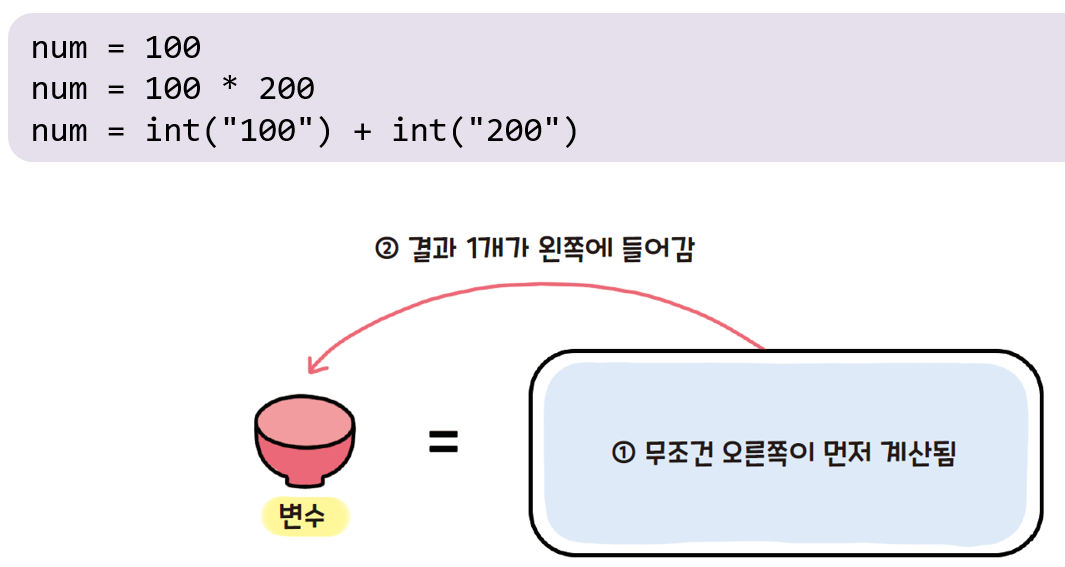 num = 100
num = 100 * 200
num = int("100") + int("200")
② 결과 1개가 왼쪽에 들어감
=
① 무조건 오른쪽이 먼저 계산됨
변수